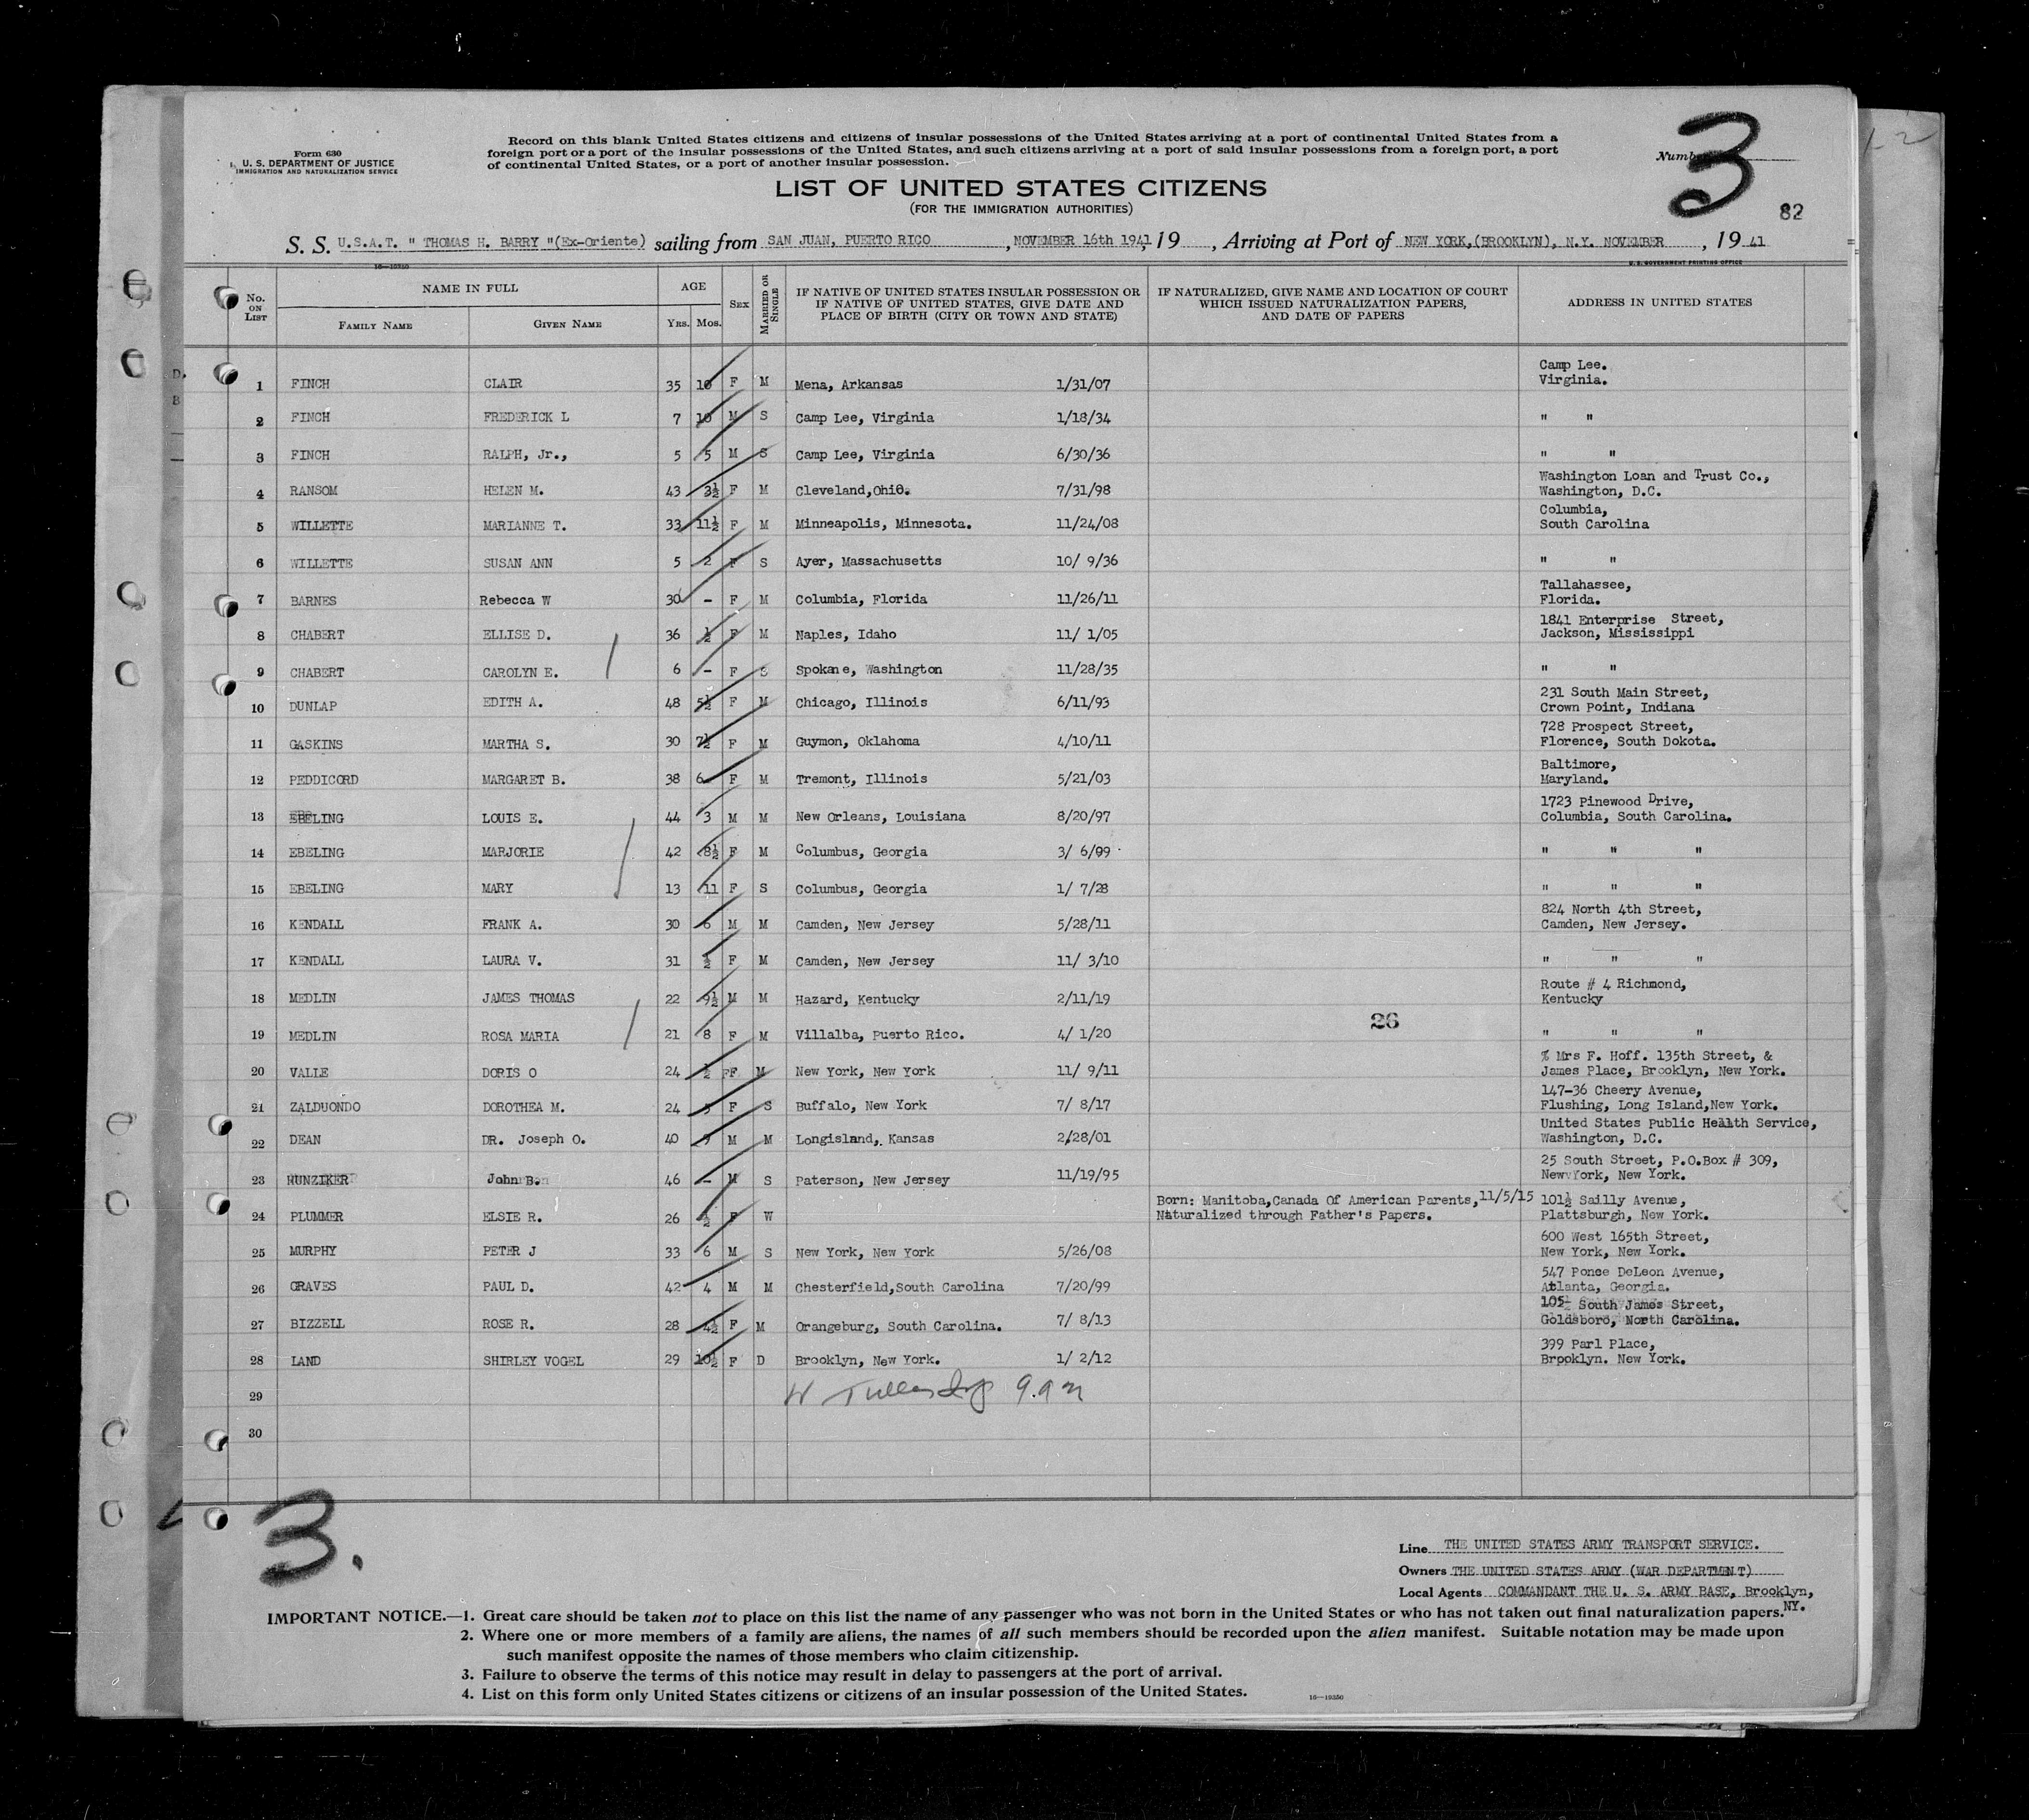 Form 630
U. S. DEPARTMENT OF JUSTICE
IMMIGRATION AND NATURALIZATION SERVICE
Record on this blank United States citizens and citizens of insular possessions of the United States arriving at a port of continental United States from a
foreign port or a port of the insular possessions of the United States, and such citizens arriving at a port of said insular possessions from a foreign port, a port
of continental United States, or a port of another insular possession.
Number 3
82
LIST OF UNITED STATES CITIZENS
(FOR THE IMMIGRATION AUTHORITIES)
S. S. U.S.A.T. " THOMAS H. BARRY "(Ex-Oriente) sailing from SAN JUAN, PUERTO RICO , NOVEMBER 16th 1941, 19 , Arriving at Port of NEW YORK,(BROOKLYN), N.Y. NOVEMBER , 19 41
16—19350
U. S. GOVERNMENT PRINTING OFFICE
No. ON LIST
NAME IN FULL
FAMILY NAME
GIVEN NAME
AGE
YRS. MOS.
SEX
MARRIED OR SINGLE
IF NATIVE OF UNITED STATES INSULAR POSSESSION OR
IF NATIVE OF UNITED STATES, GIVE DATE AND
PLACE OF BIRTH (CITY OR TOWN AND STATE)
IF NATURALIZED, GIVE NAME AND LOCATION OF COURT
WHICH ISSUED NATURALIZATION PAPERS,
AND DATE OF PAPERS
ADDRESS IN UNITED STATES
1 FINCH CLAIR 35 10 F M Mena, Arkansas 1/31/07 Camp Lee.
Virginia.
2 FINCH FREDERICK L 7 10 M S Camp Lee, Virginia 1/18/34 " "
3 FINCH RALPH, Jr., 5 5 M S Camp Lee, Virginia 6/30/36 " "
4 RANSOM HELEN M. 43 3½ F M Cleveland,Ohio. 7/31/98 Washington Loan and Trust Co.,
Washington, D.C.
5 WILLETTE MARIANNE T. 33 11½ F M Minneapolis, Minnesota. 11/24/08 Columbia,
South Carolina
6 WILLETTE SUSAN ANN 5 2 F S Ayer, Massachusetts 10/ 9/36 " "
7 BARNES Rebecca W 30 – F M Columbia, Florida 11/26/11 Tallahassee,
Florida.
8 CHABERT ELLISE D. 36 ½ F M Naples, Idaho 11/ 1/05 1841 Enterprise Street,
Jackson, Mississippi
9 CHABERT CAROLYN E. 6 – F S Spokane, Washington 11/28/35 " "
10 DUNLAP EDITH A. 48 5½ F M Chicago, Illinois 6/11/93 231 South Main Street,
Crown Point, Indiana
11 GASKINS MARTHA S. 30 7½ F M Guymon, Oklahoma 4/10/11 728 Prospect Street,
Florence, South Dokota.
12 PEDDICORD MARGARET B. 38 6 F M Tremont, Illinois 5/21/03 Baltimore,
Maryland.
13 EBELING LOUIS E. 44 3 M M New Orleans, Louisiana 8/20/97 1723 Pinewood Drive,
Columbia, South Carolina.
14 EBELING MARJORIE 42 8½ F M Columbus, Georgia 3/ 6/99 " " "
15 EBELING MARY 13 11 F S Columbus, Georgia 1/ 7/28 " " "
16 KENDALL FRANK A. 30 6 M M Camden, New Jersey 5/28/11 824 North 4th Street,
Camden, New Jersey.
17 KENDALL LAURA V. 31 ½ F M Camden, New Jersey 11/ 3/10 " " "
18 MEDLIN JAMES THOMAS 22 9½ M M Hazard, Kentucky 2/11/19 Route # 4 Richmond,
Kentucky
26
19 MEDLIN ROSA MARIA 21 8 F M Villalba, Puerto Rico. 4/ 1/20 " " "
20 VALLE DORIS O 24 ½ FF M New York, New York 11/ 9/11 % Mrs F. Hoff. 135th Street, &
James Place, Brooklyn, New York.
21 ZALDUONDO DOROTHEA M. 24 5 F S Buffalo, New York 7/ 8/17 147-36 Cheery Avenue,
Flushing, Long Island,New York.
22 DEAN DR. Joseph O. 40 9 M M Longisland, Kansas 2/28/01 United States Public Health Service,
Washington, D.C.
23 HUNZIKER John B. 46 – M S Paterson, New Jersey 11/19/95 25 South Street, P.O.Box # 309,
NewvYork, New York.
24 PLUMMER ELSIE R. 26 ½ F W Born: Manitoba,Canada Of American Parents,11/5/15
Naturalized through Father's Papers. 101½ Sailly Avenue,
Plattsburgh, New York.
25 MURPHY PETER J 33 6 M S New York, New York 5/26/08 600 West 165th Street,
New York, New York.
26 GRAVES PAUL D. 42 4 M M Chesterfield,South Carolina 7/20/99 547 Ponce DeLeon Avenue,
Atlanta, Georgia.
27 BIZZELL ROSE R. 28 4½ F M Orangeburg, South Carolina. 7/ 8/13 105½ South James Street,
Goldsboro, North Carolina.
28 LAND SHIRLEY VOGEL 29 10½ F D Brooklyn, New York. 1/ 2/12 399 Parl Place,
Brpoklyn. New York.
29
30
3.
Line THE UNITED STATES ARMY TRANSPORT SERVICE.
Owners THE UNITED STATES ARMY (WAR DEPARTMENT)
Local Agents COMMANDANT THE U. S. ARMY BASE, Brooklyn,
NY.
IMPORTANT NOTICE.—1. Great care should be taken not to place on this list the name of any passenger who was not born in the United States or who has not taken out final naturalization papers.
2. Where one or more members of a family are aliens, the names of all such members should be recorded upon the alien manifest. Suitable notation may be made upon
such manifest opposite the names of those members who claim citizenship.
3. Failure to observe the terms of this notice may result in delay to passengers at the port of arrival.
4. List on this form only United States citizens or citizens of an insular possession of the United States.
16—19350